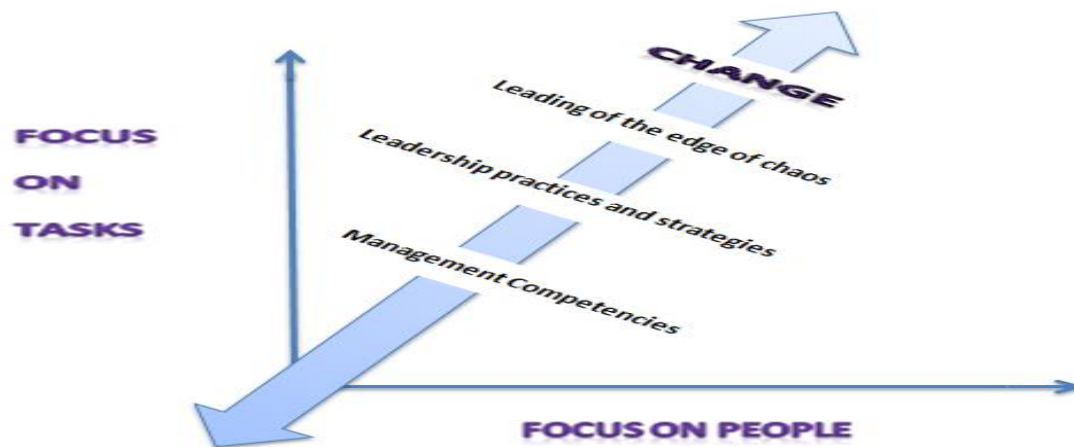 CHANGE
Leading of the edge of chaos
Leadership practices and strategies
Management Competencies
FOCUS
ON
TASKS
FOCUS ON PEOPLE